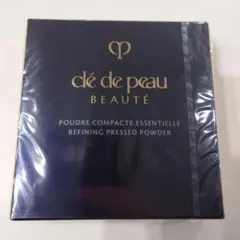 clé de peau
BEAUTÉ
POUDRE COMPACTE ESSENTIELLE
REFINING PRESSED POWDER